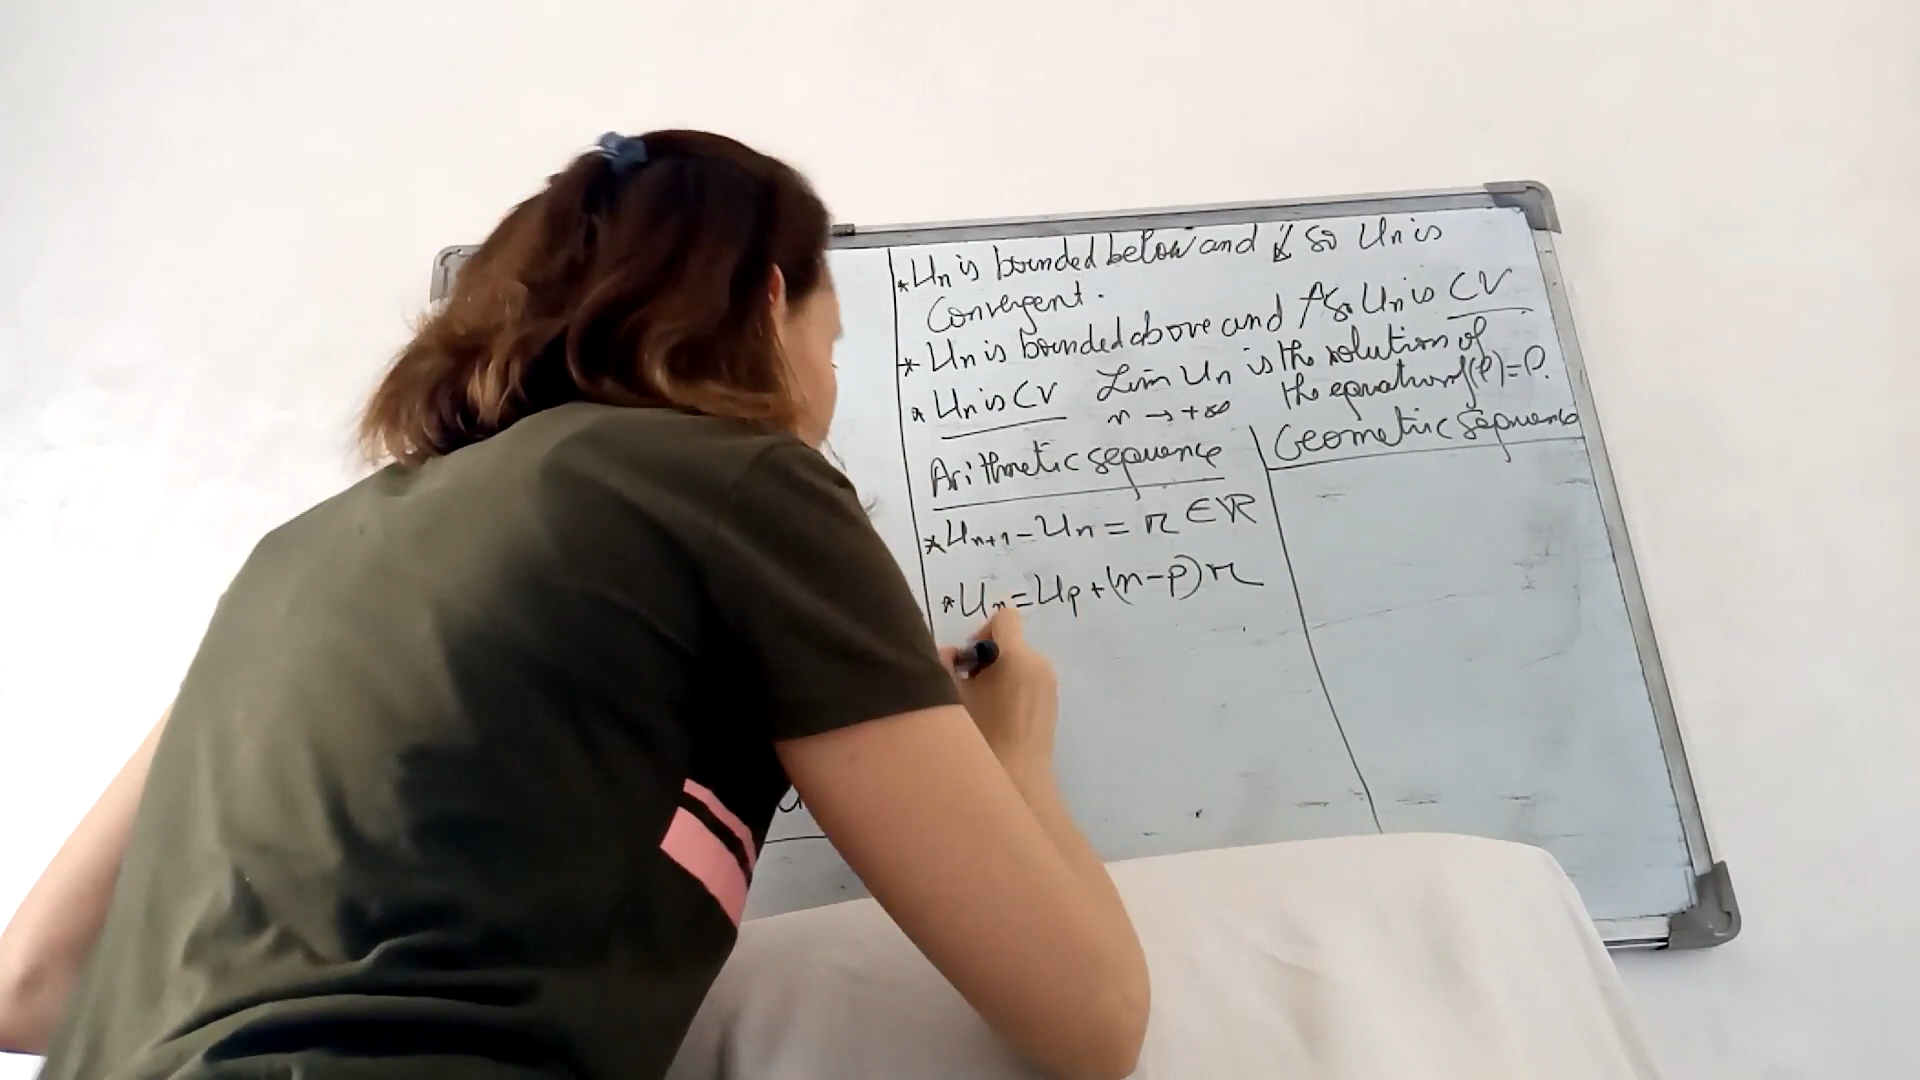 * Un is bounded below and ↘ so Un is
Convergent.
* Un is bounded above and ↗ so Un is CV
* Un is CV Lim Un is the solution of
n → +∞ the equation f(l)=l.
Arithmetic sequence
* Un+1 - Un = r ∈ ℝ
* Un = Up + (n-p)r
Geometric sequence